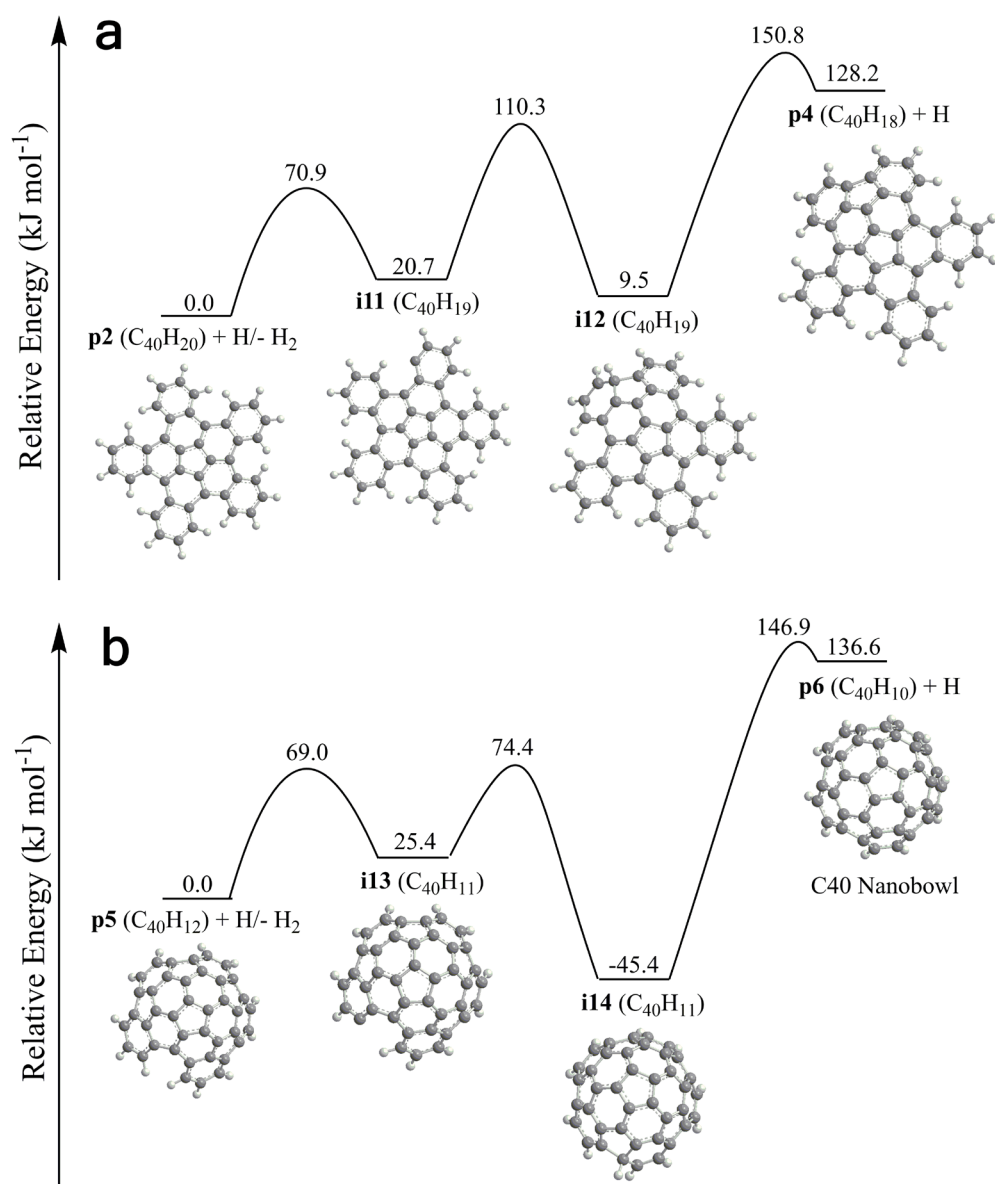 a
150.8
128.2
p4 (C₄₀H₁₈) + H
110.3
70.9
20.7
i11 (C₄₀H₁₉)
9.5
i12 (C₄₀H₁₉)
0.0
p2 (C₄₀H₂₀) + H/- H₂
Relative Energy (kJ mol⁻¹)
b
146.9
136.6
p6 (C₄₀H₁₀) + H
C40 Nanobowl
69.0
74.4
25.4
i13 (C₄₀H₁₁)
0.0
p5 (C₄₀H₁₂) + H/- H₂
-45.4
i14 (C₄₀H₁₁)
Relative Energy (kJ mol⁻¹)